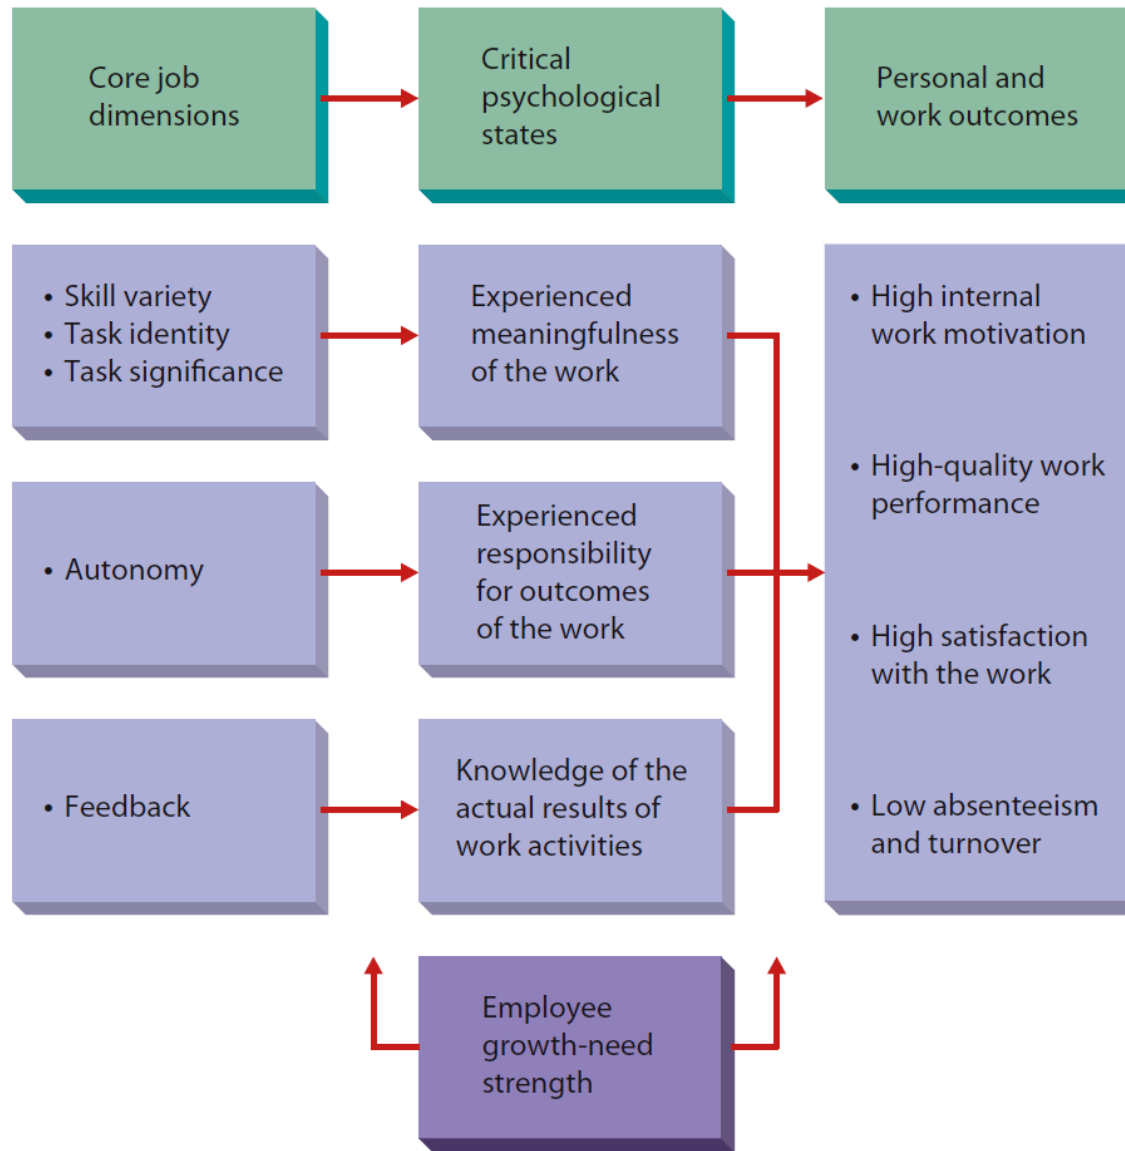 Core job
dimensions
Critical
psychological
states
Personal and
work outcomes
• Skill variety
• Task identity
• Task significance
Experienced
meaningfulness
of the work
• High internal
work motivation
• High-quality work
performance
• High satisfaction
with the work
• Low absenteeism
and turnover
• Autonomy
Experienced
responsibility
for outcomes
of the work
• Feedback
Knowledge of the
actual results of
work activities
Employee
growth-need
strength